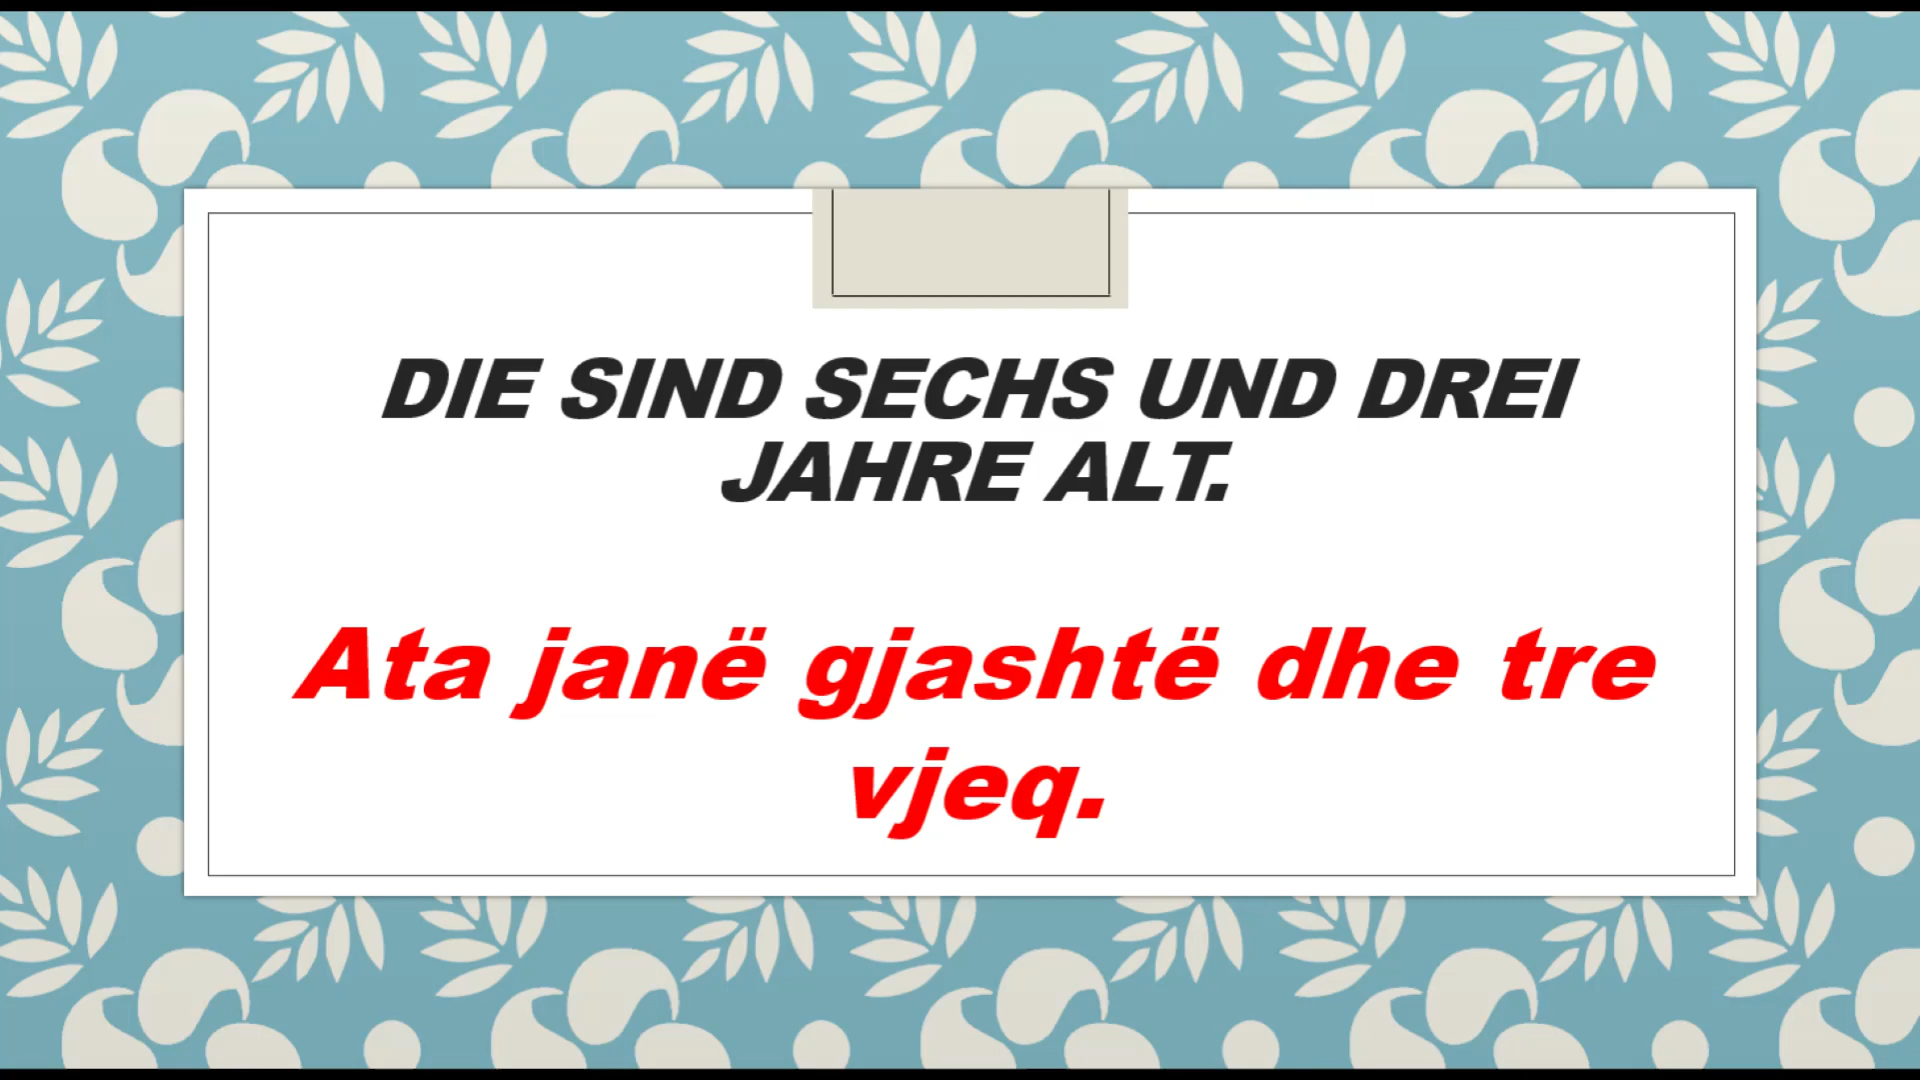 DIE SIND SECHS UND DREI
JAHRE ALT.
Ata janë gjashtë dhe tre
vjeq.